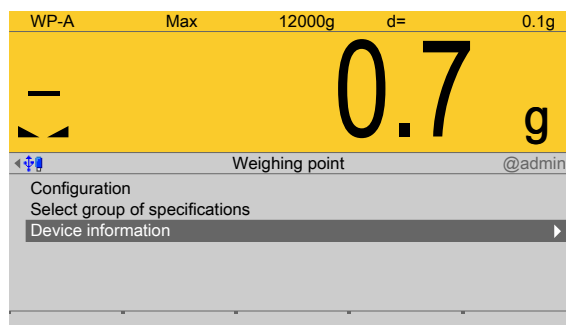 WP-A Max 12000g d= 0.1g
– 0.7 g
Weighing point @admin
Configuration
Select group of specifications
Device information